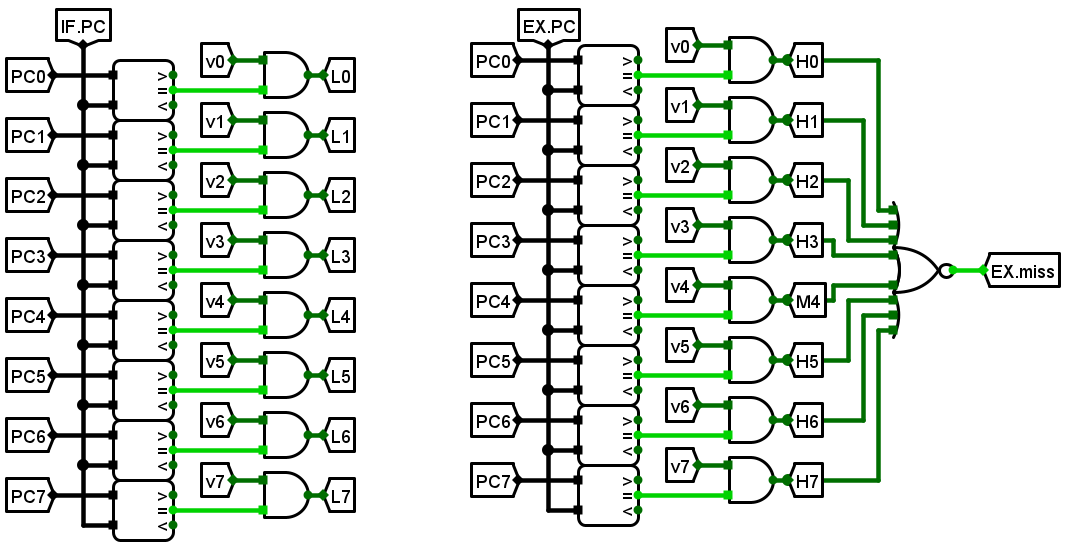 IF.PC
PC0
>
=
<
v0
L0
PC1
>
=
<
v1
L1
PC2
>
=
<
v2
L2
PC3
>
=
<
v3
L3
PC4
>
=
<
v4
L4
PC5
>
=
<
v5
L5
PC6
>
=
<
v6
L6
PC7
>
=
<
v7
L7
EX.PC
PC0
>
=
<
v0
H0
PC1
>
=
<
v1
H1
PC2
>
=
<
v2
H2
PC3
>
=
<
v3
H3
PC4
>
=
<
v4
M4
PC5
>
=
<
v5
H5
PC6
>
=
<
v6
H6
PC7
>
=
<
v7
H7
EX.miss